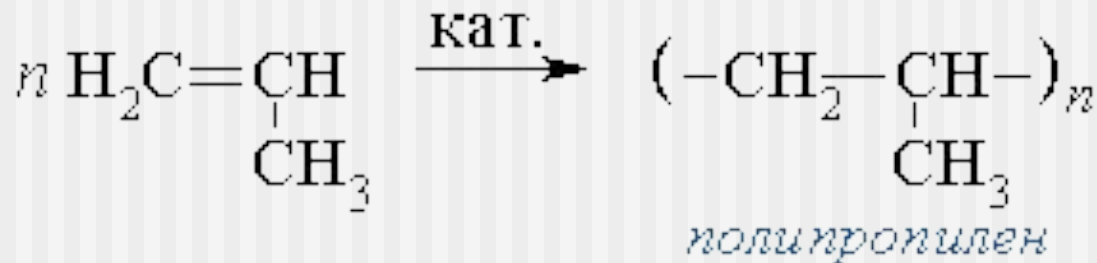 кат.
n H₂C=CH → (–CH₂–CH–)ₙ
CH₃ CH₃
полипропилен